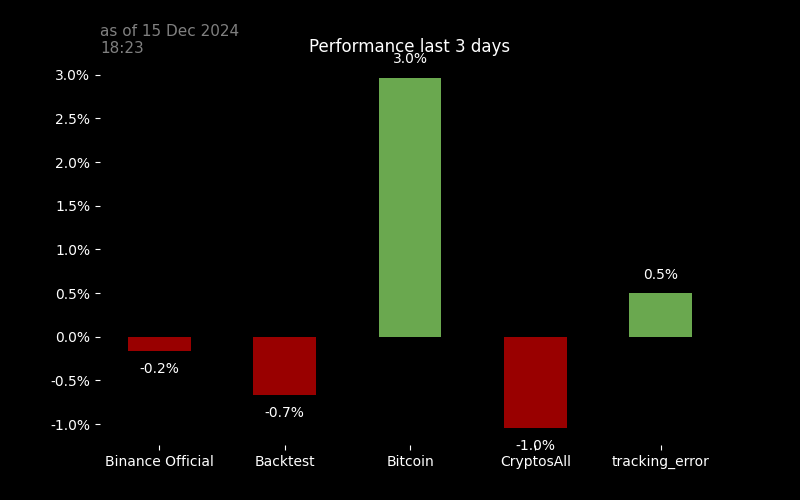 as of 15 Dec 2024
18:23
Performance last 3 days
3.0%
3.0%
2.5%
2.0%
1.5%
1.0%
0.5%
0.5%
0.0%
-0.2%
-0.5%
-0.7%
-1.0%
-1.0%
Binance Official
Backtest
Bitcoin
CryptosAll
tracking_error